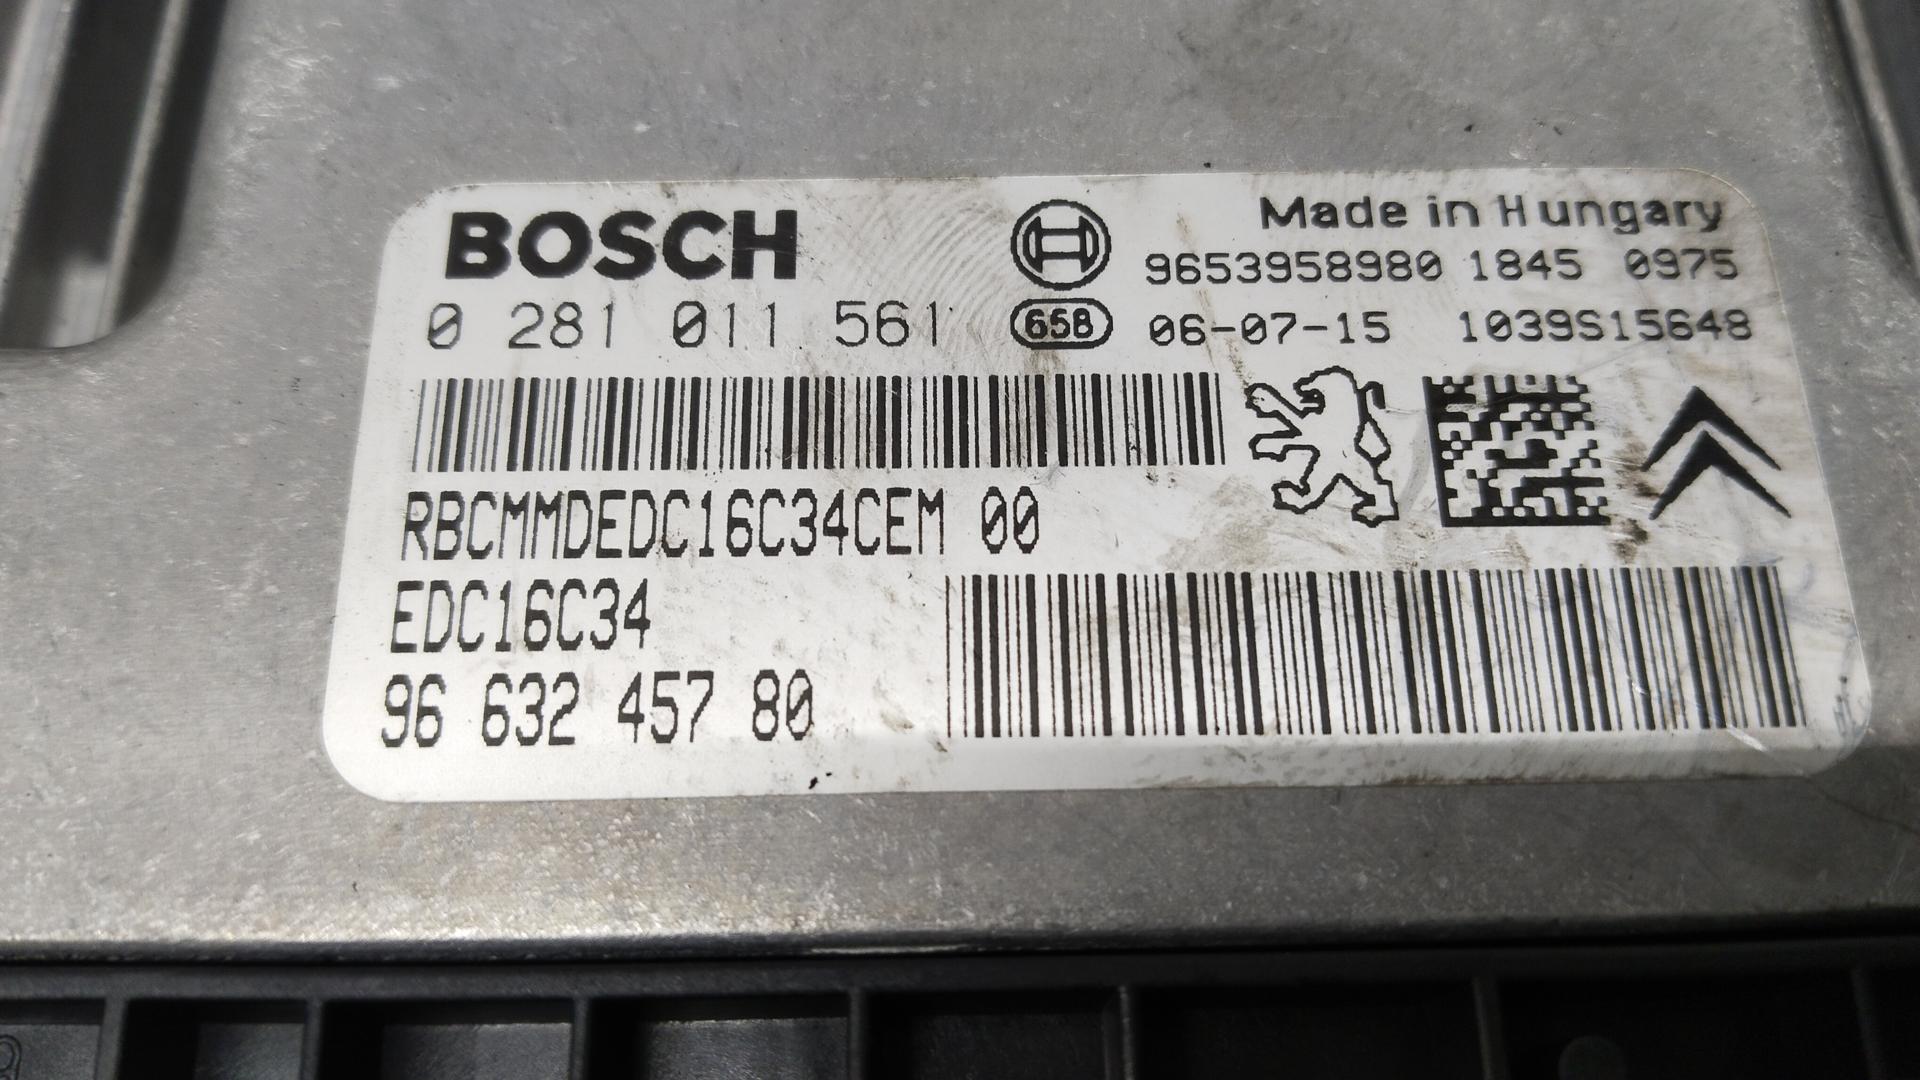 BOSCH
Made in Hungary
9653958980 1845 0975
0 281 011 561
658
06-07-15 1039S15648
RBCMMDEDC16C34CEM 00
EDC16C34
96 632 457 80